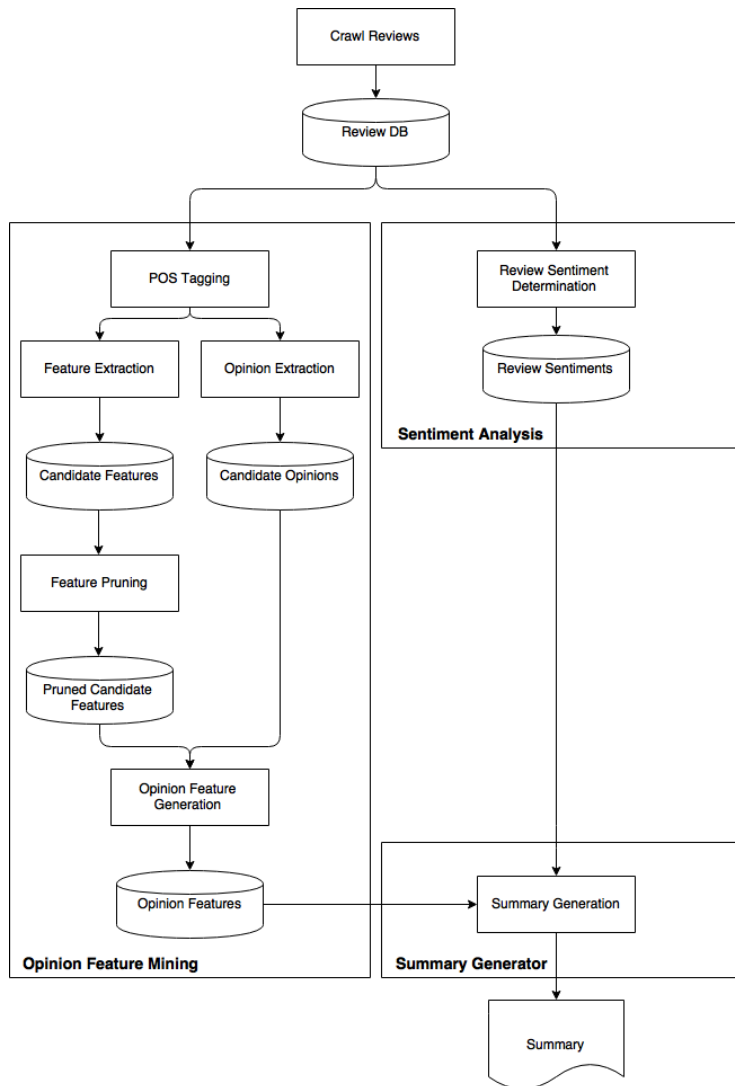 Crawl Reviews
Review DB
POS Tagging
Review Sentiment
Determination
Feature Extraction
Opinion Extraction
Review Sentiments
Sentiment Analysis
Candidate Features
Candidate Opinions
Feature Pruning
Pruned Candidate
Features
Opinion Feature
Generation
Opinion Features
Summary Generation
Opinion Feature Mining
Summary Generator
Summary